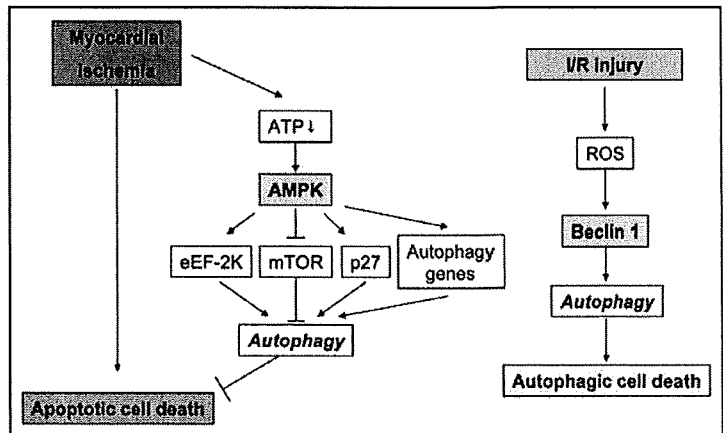 Myocardial
Ischemia
ATP↓
AMPK
eEF-2K
mTOR
p27
Autophagy
genes
Autophagy
Apoptotic cell death
I/R Injury
ROS
Beclin 1
Autophagy
Autophagic cell death